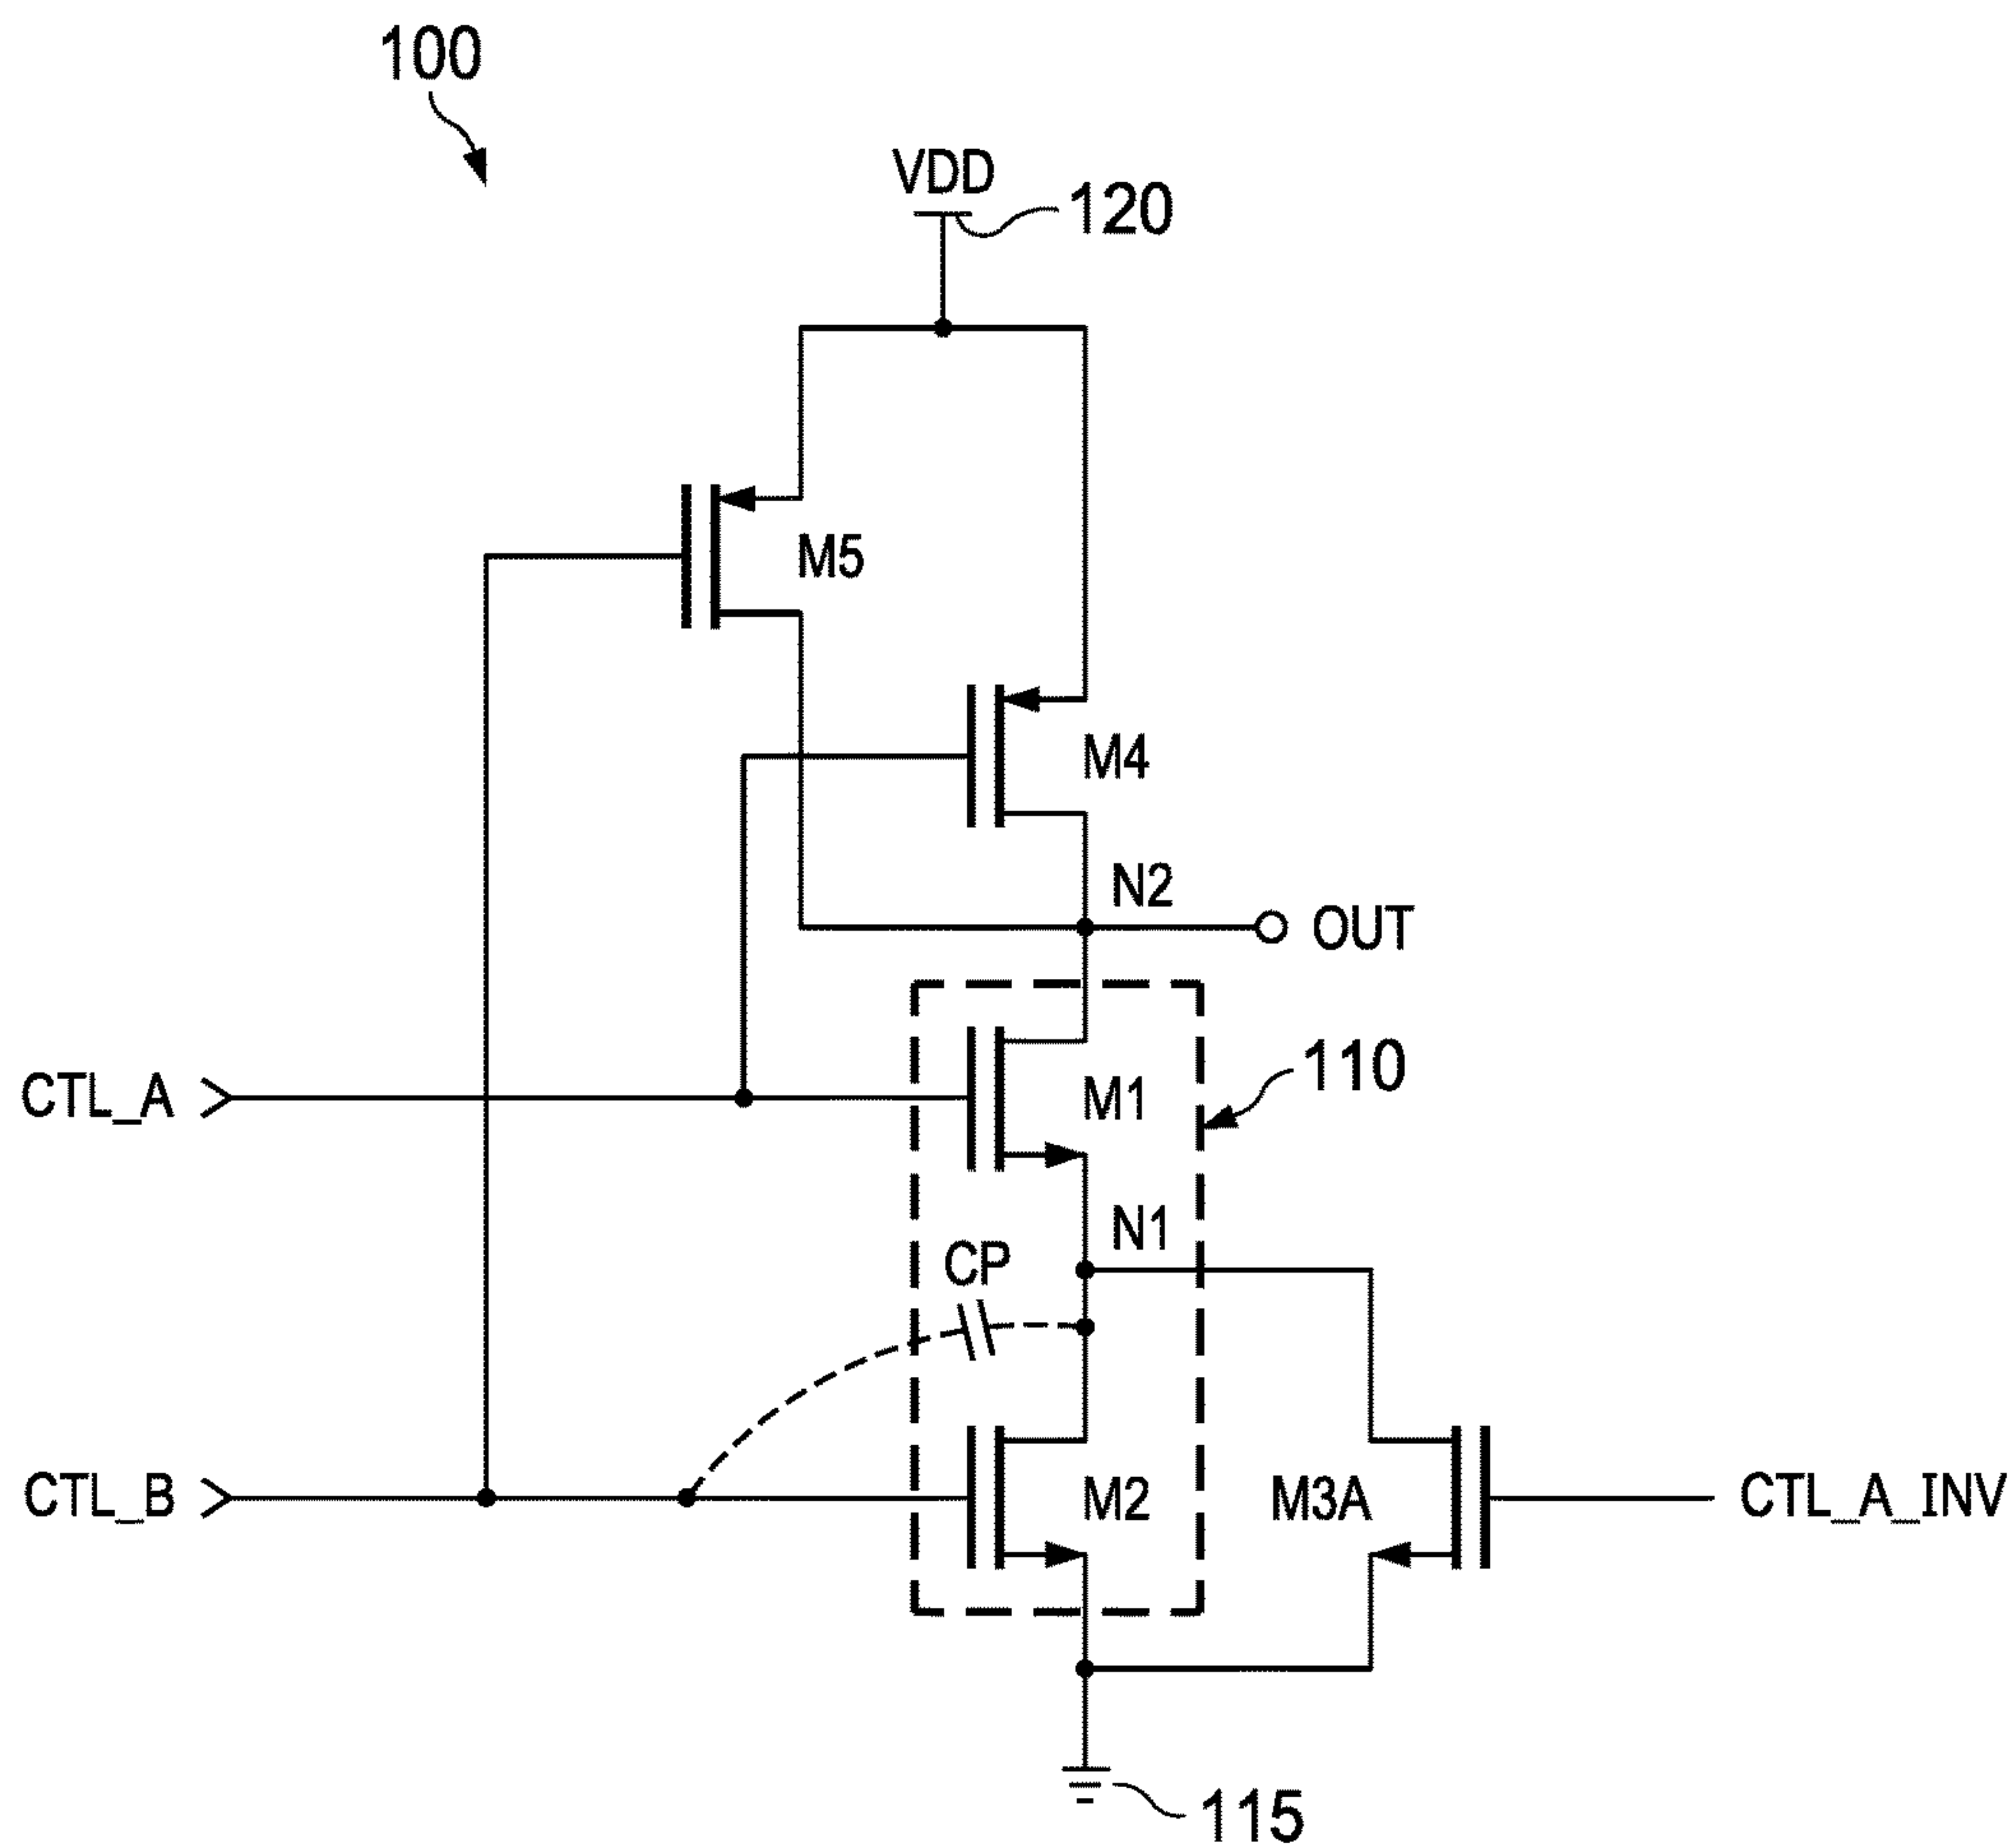 100
VDD
120
M5
M4
N2
OUT
110
CTL_A
M1
N1
CP
CTL_B
M2
M3A
CTL_A_INV
115